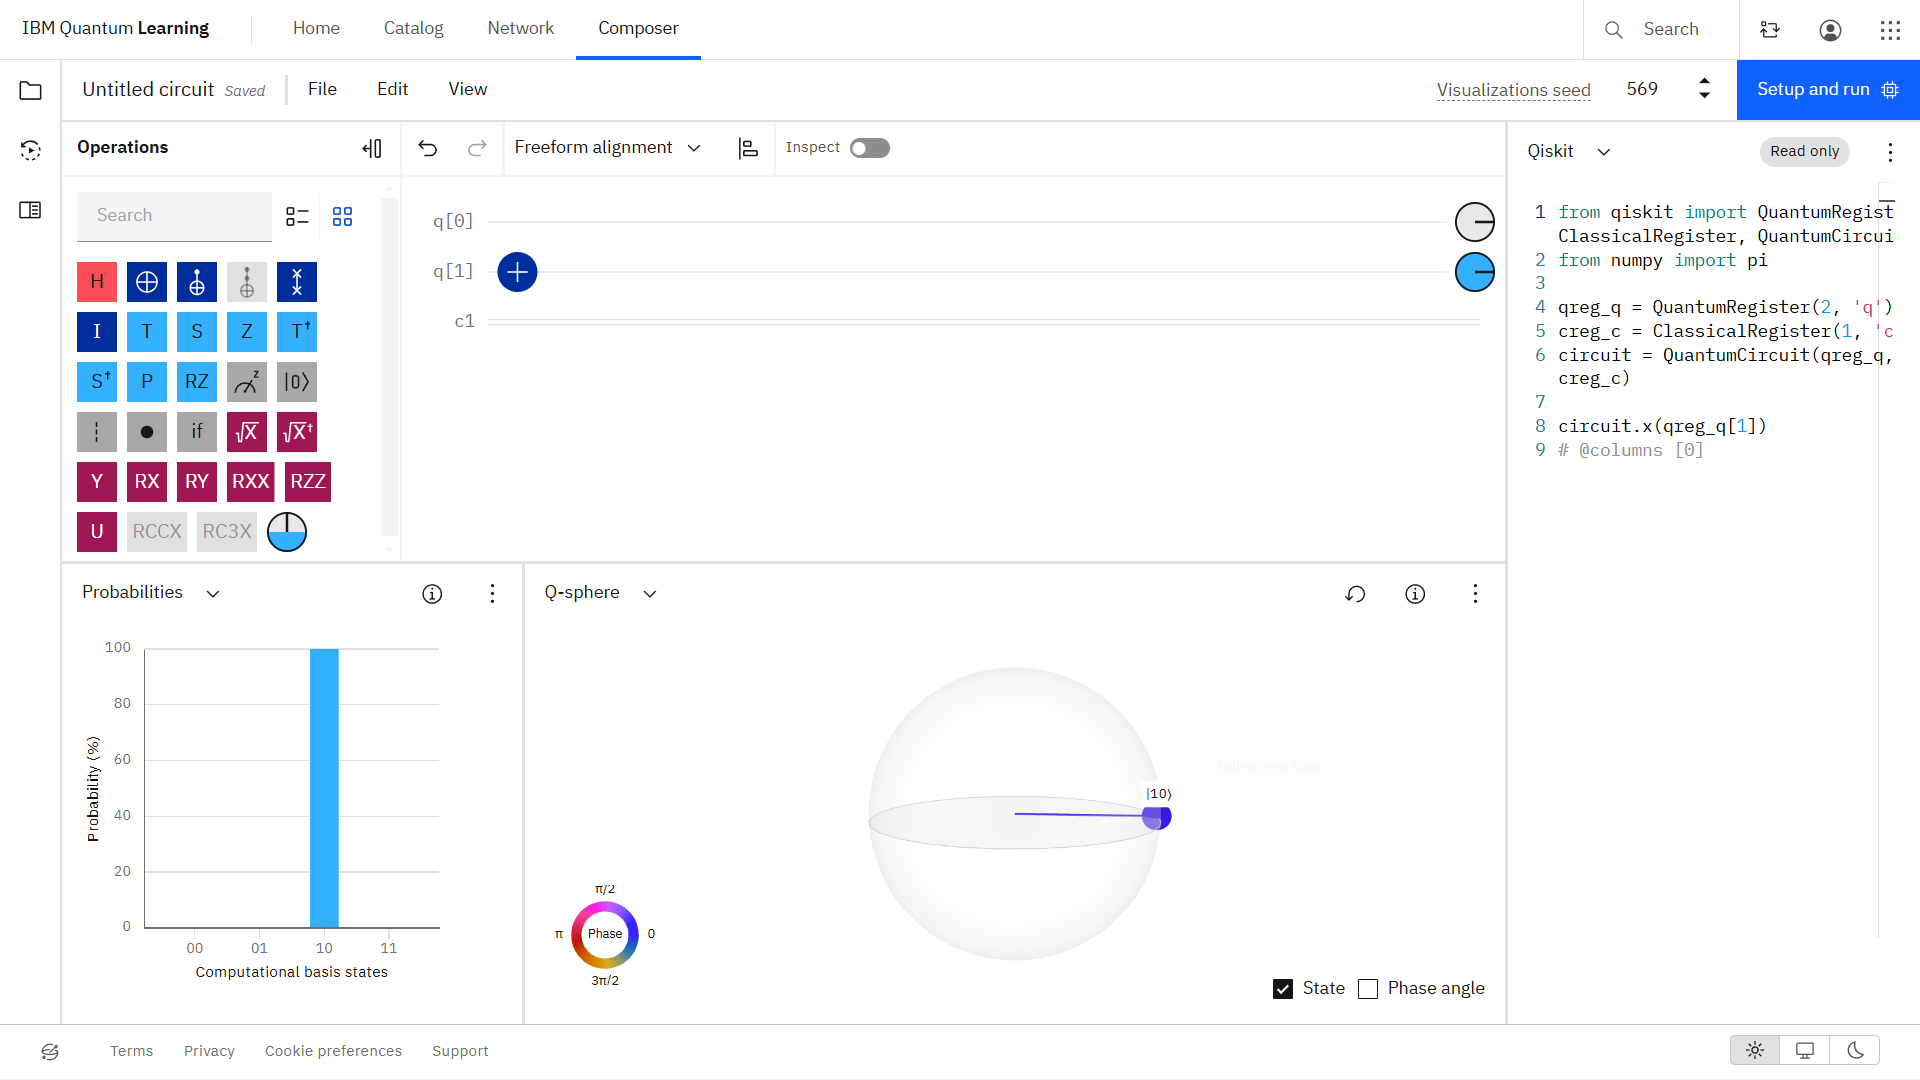 IBM Quantum Learning
Home
Catalog
Network
Composer
Search
Untitled circuit
Saved
File
Edit
View
Visualizations seed
569
Setup and run
Operations
Freeform alignment
Inspect
Qiskit
Read only
Search
H
I
T
S
Z
T†
S†
P
RZ
z
|0⟩
if
√X
√X†
Y
RX
RY
RXX
RZZ
U
RCCX
RC3X
q[0]
q[1]
c1
1 from qiskit import QuantumRegist
ClassicalRegister, QuantumCircui
2 from numpy import pi
3
4 qreg_q = QuantumRegister(2, 'q')
5 creg_c = ClassicalRegister(1, 'c
6 circuit = QuantumCircuit(qreg_q,
creg_c)
7
8 circuit.x(qreg_q[1])
9 # @columns [0]
Probabilities
Probability (%)
100
80
60
40
20
0
00
01
10
11
Computational basis states
Q-sphere
Full-screen Snip
|10⟩
π/2
π
Phase
0
3π/2
State
Phase angle
Terms
Privacy
Cookie preferences
Support